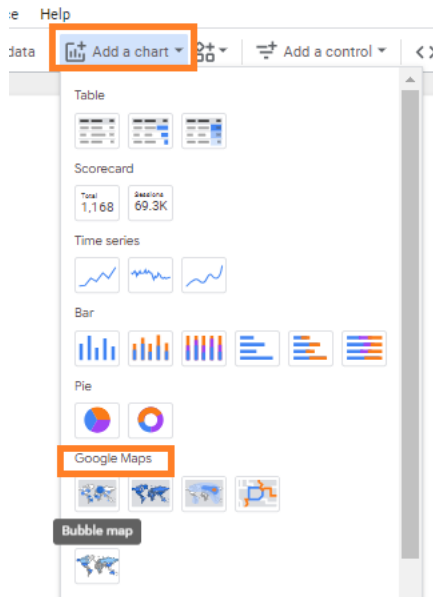 ce Help
data Add a chart Add a control
Table
Scorecard
Total Sessions
1,168 69.3K
Time series
Bar
Pie
Google Maps
Bubble map